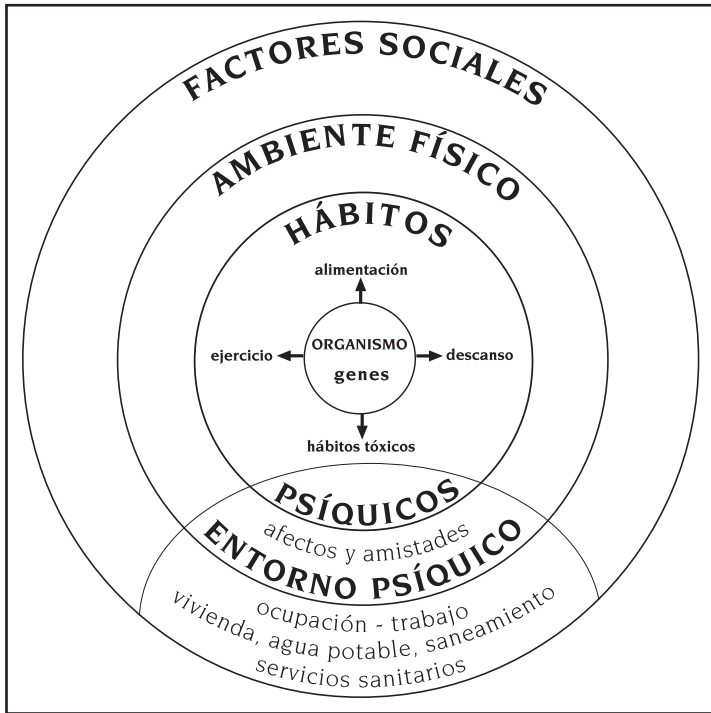 FACTORES SOCIALES
AMBIENTE FÍSICO
HÁBITOS
alimentación
ejercicio
ORGANISMO
genes
descanso
hábitos tóxicos
PSÍQUICOS
afectos y amistades
ENTORNO PSÍQUICO
ocupación - trabajo
vivienda, agua potable, saneamiento
servicios sanitarios